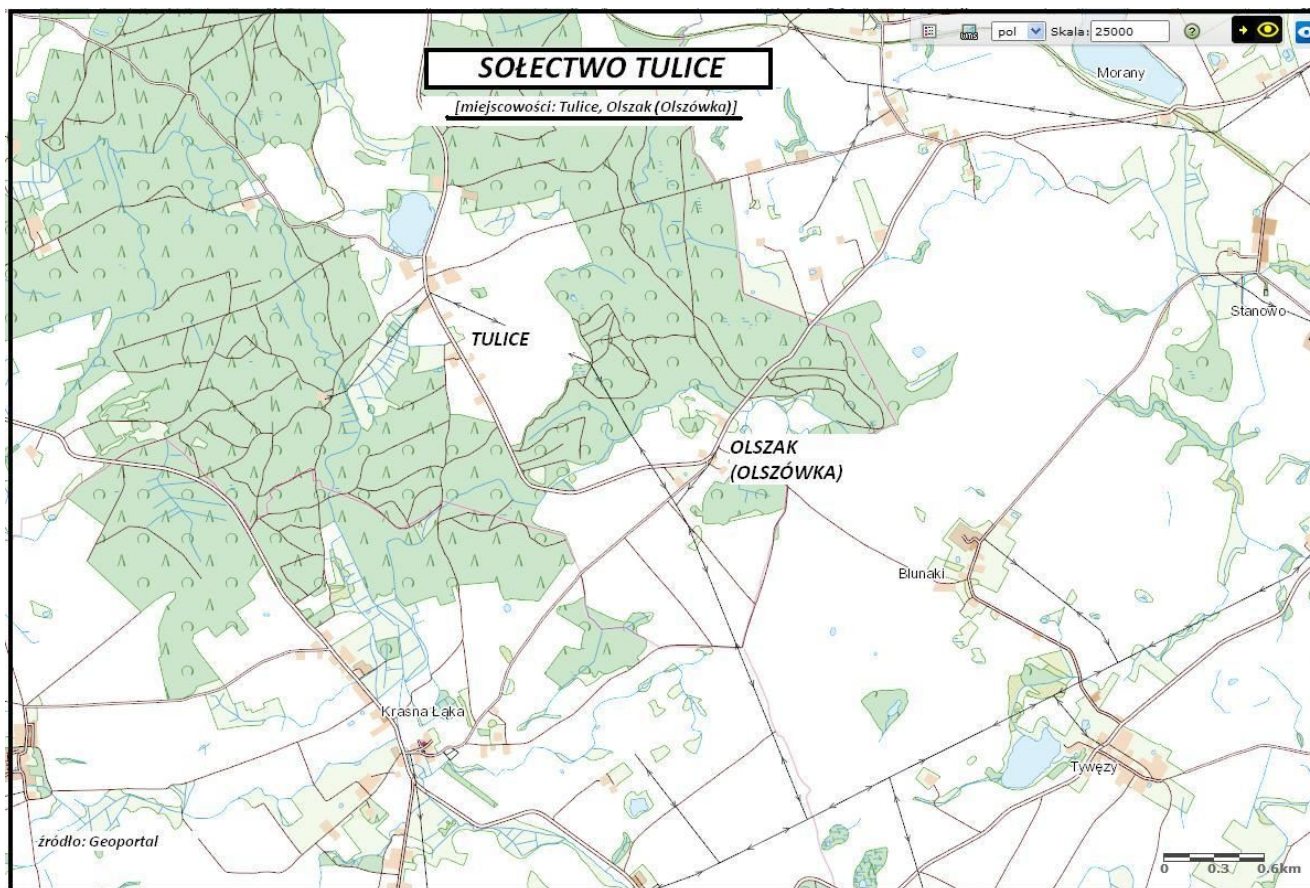 pol Skala: 25000 ?
WMS
SOŁECTWO TULICE
[miejscowości: Tulice, Olszak (Olszówka)]
Morany
Stanowo
TULICE
OLSZAK
(OLSZÓWKA)
Blunaki
Krasna Łąka
Tywęzy
źródło: Geoportal
0 0.3 0.6km